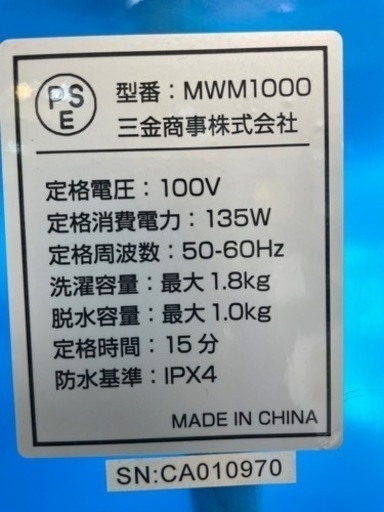 PS
E
型番：MWM1000
三金商事株式会社
定格電圧：100V
定格消費電力：135W
定格周波数：50-60Hz
洗濯容量：最大1.8kg
脱水容量：最大1.0kg
定格時間：15分
防水基準：IPX4
MADE IN CHINA
SN:CA010970